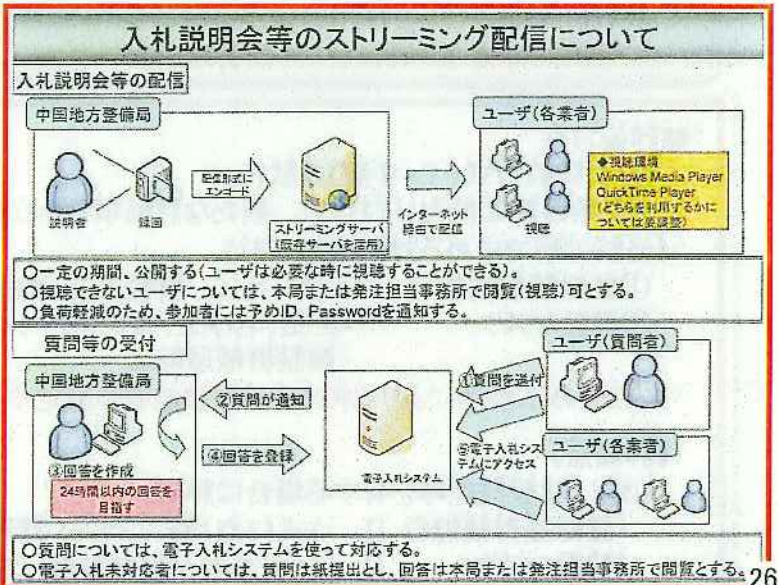 入札説明会等のストリーミング配信について
入札説明会等の配信
中国地方整備局
説明者
録画
配信形式に
エンコード
ストリーミングサーバ
(既存サーバを活用)
インターネット
経由で配信
ユーザ(各業者)
視聴
◆視聴環境
Windows Media Player
QuickTime Player
(どちらを利用するかに
ついては要調整)
○一定の期間、公開する(ユーザは必要な時に視聴することができる)。
○視聴できないユーザについては、本局または発注担当事務所で閲覧(視聴)可とする。
○負荷軽減のため、参加者には予めID、Passwordを通知する。
質問等の受付
中国地方整備局
③回答を作成
24時間以内の回答を
目指す
②質問が通知
④回答を登録
電子入札システム
①質問を送付
⑤電子入札シス
テムにアクセス
ユーザ(質問者)
ユーザ(各業者)
○質問については、電子入札システムを使って対応する。
○電子入札未対応者については、質問は紙提出とし、回答は本局または発注担当事務所で閲覧とする。